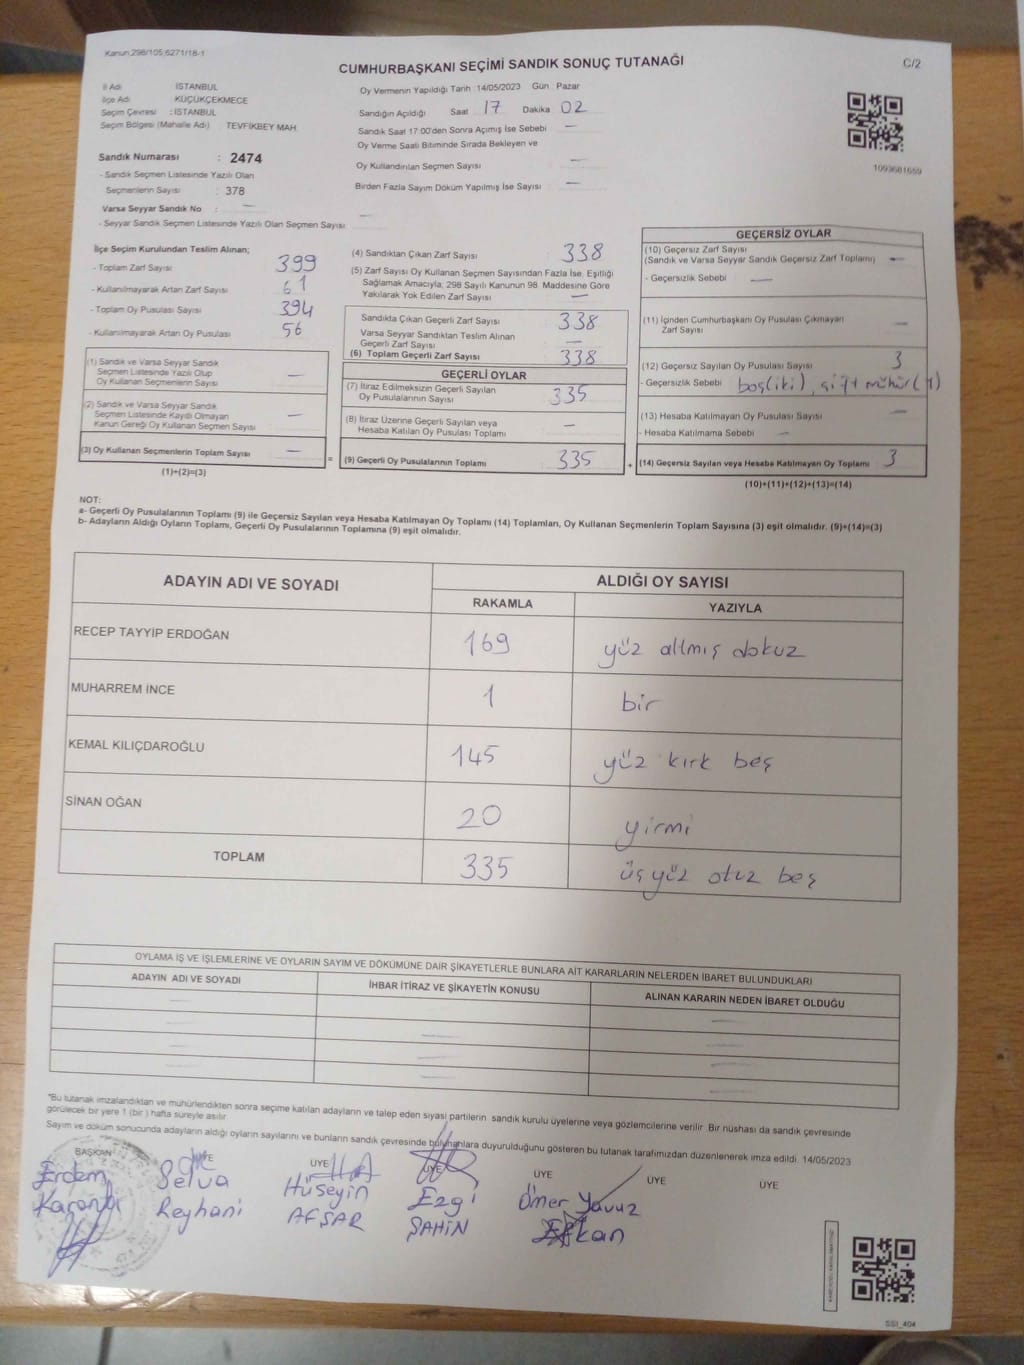 Kanun:298/105;6271/18-1
CUMHURBAŞKANI SEÇİMİ SANDIK SONUÇ TUTANAĞI
C/2
İl Adı : İSTANBUL
İlçe Adı : KÜÇÜKÇEKMECE
Seçim Çevresi : İSTANBUL
Seçim Bölgesi (Mahalle Adı) : TEVFİKBEY MAH.
Sandık Numarası : 2474
- Sandık Seçmen Listesinde Yazılı Olan
Seçmenlerin Sayısı : 378
Varsa Seyyar Sandık No : —
- Seyyar Sandık Seçmen Listesinde Yazılı Olan Seçmen Sayısı : —
Oy Vermenin Yapıldığı Tarih :14/05/2023 Gün : Pazar
Sandığın Açıldığı Saat 17 Dakika 02
Sandık Saat 17:00'den Sonra Açılmış İse Sebebi —
Oy Verme Saati Bitiminde Sırada Bekleyen ve
Oy Kullandırılan Seçmen Sayısı —
Birden Fazla Sayım Döküm Yapılmış İse Sayısı —
1093681659
İlçe Seçim Kurulundan Teslim Alınan;
- Toplam Zarf Sayısı 399
- Kullanılmayarak Artan Zarf Sayısı 61
- Toplam Oy Pusulası Sayısı 394
- Kullanılmayarak Artan Oy Pusulası 56
(1) Sandık ve Varsa Seyyar Sandık
Seçmen Listesinde Yazılı Olup
Oy Kullanan Seçmenlerin Sayısı —
(2) Sandık ve Varsa Seyyar Sandık
Seçmen Listesinde Kayıtlı Olmayan
Kanun Gereği Oy Kullanan Seçmen Sayısı —
(3) Oy Kullanan Seçmenlerin Toplam Sayısı —
(1)+(2)=(3)
(4) Sandıktan Çıkan Zarf Sayısı 338
(5) Zarf Sayısı Oy Kullanan Seçmen Sayısından Fazla İse, Eşitliği
Sağlamak Amacıyla; 298 Sayılı Kanunun 98. Maddesine Göre
Yakılarak Yok Edilen Zarf Sayısı —
Sandıkta Çıkan Geçerli Zarf Sayısı 338
Varsa Seyyar Sandıktan Teslim Alınan
Geçerli Zarf Sayısı —
(6) Toplam Geçerli Zarf Sayısı 338
GEÇERLİ OYLAR
(7) İtiraz Edilmeksizin Geçerli Sayılan
Oy Pusulalarının Sayısı 335
(8) İtiraz Üzerine Geçerli Sayılan veya
Hesaba Katılan Oy Pusulası Toplamı —
= (9) Geçerli Oy Pusulalarının Toplamı 335 +
GEÇERSİZ OYLAR
(10) Geçersiz Zarf Sayısı
(Sandık ve Varsa Seyyar Sandık Geçersiz Zarf Toplamı) —
- Geçersizlik Sebebi —
(11) İçinden Cumhurbaşkanı Oy Pusulası Çıkmayan
Zarf Sayısı —
(12) Geçersiz Sayılan Oy Pusulası Sayısı 3
- Geçersizlik Sebebi boş(iki), çift mühür(1)
(13) Hesaba Katılmayan Oy Pusulası Sayısı —
- Hesaba Katılmama Sebebi —
(14) Geçersiz Sayılan veya Hesaba Katılmayan Oy Toplamı 3
(10)+(11)+(12)+(13)=(14)
NOT:
a- Geçerli Oy Pusulalarının Toplamı (9) ile Geçersiz Sayılan veya Hesaba Katılmayan Oy Toplamı (14) Toplamları, Oy Kullanan Seçmenlerin Toplam Sayısına (3) eşit olmalıdır. (9)+(14)=(3)
b- Adayların Aldığı Oyların Toplamı, Geçerli Oy Pusulalarının Toplamına (9) eşit olmalıdır.
ADAYIN ADI VE SOYADI ALDIĞI OY SAYISI
RAKAMLA YAZIYLA
RECEP TAYYİP ERDOĞAN 169 yüz altmış dokuz
MUHARREM İNCE 1 bir
KEMAL KILIÇDAROĞLU 145 yüz kırk beş
SİNAN OĞAN 20 yirmi
TOPLAM 335 üçyüz otuz beş
OYLAMA İŞ VE İŞLEMLERİNE VE OYLARIN SAYIM VE DÖKÜMÜNE DAİR ŞİKAYETLERLE BUNLARA AİT KARARLARIN NELERDEN İBARET BULUNDUKLARI
ADAYIN ADI VE SOYADI İHBAR İTİRAZ VE ŞİKAYETİN KONUSU ALINAN KARARIN NEDEN İBARET OLDUĞU
— — —
— — —
— — —
— — —
"Bu tutanak imzalandıktan ve mühürlendikten sonra seçime katılan adayların ve talep eden siyasi partilerin sandık kurulu üyelerine veya gözlemcilerine verilir. Bir nüshası da sandık çevresinde
görülecek bir yere 1 (bir ) hafta süreyle asılır.
Sayım ve döküm sonucunda adayların aldığı oyların sayılarını ve bunların sandık çevresinde bulunanlara duyurulduğunu gösteren bu tutanak tarafımızdan düzenlenerek imza edildi. 14/05/2023
BAŞKAN ÜYE ÜYE ÜYE ÜYE ÜYE ÜYE
Erdem Selva Hüseyin Ezgi Ömer Yavuz
Reyhani AFŞAR ŞAHİN
SSI_404